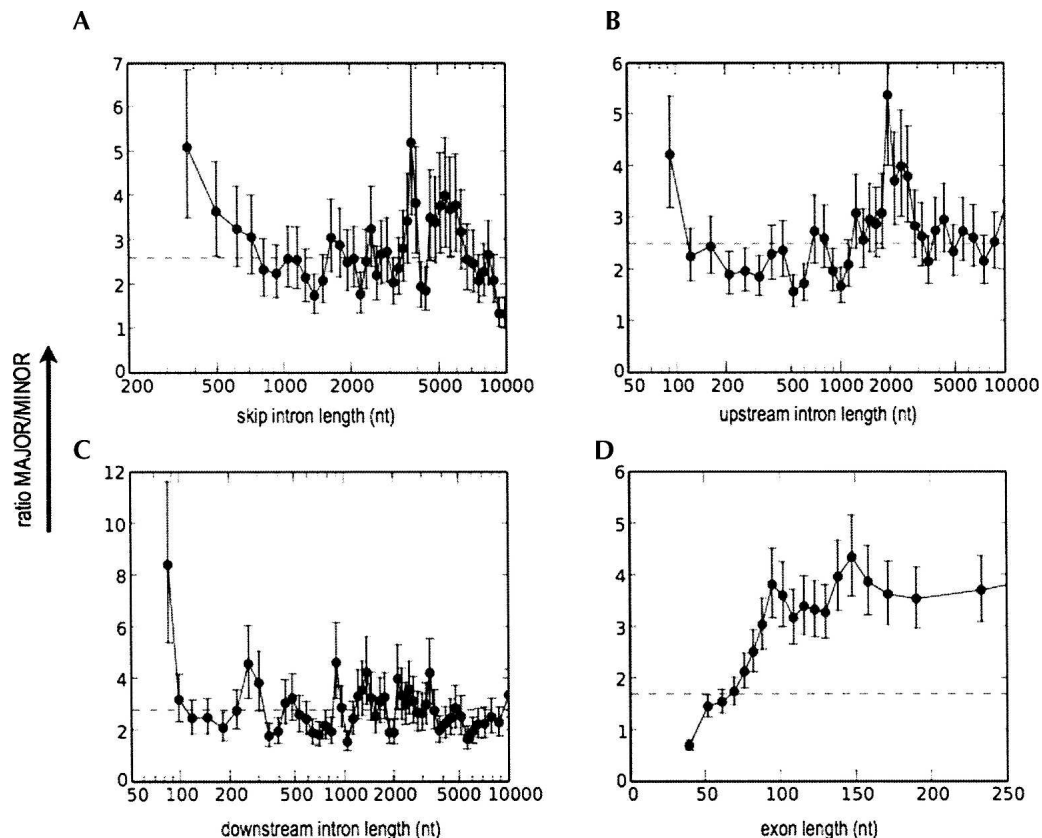 A
7
6
5
4
3
2
1
0
200 500 1000 2000 5000 10000
skip intron length (nt)
B
6
5
4
3
2
1
0
50 100 200 500 1000 2000 5000 10000
upstream intron length (nt)
ratio MAJOR/MINOR
C
12
10
8
6
4
2
0
50 100 200 500 1000 2000 5000 10000
downstream intron length (nt)
D
6
5
4
3
2
1
0
0 50 100 150 200 250
exon length (nt)